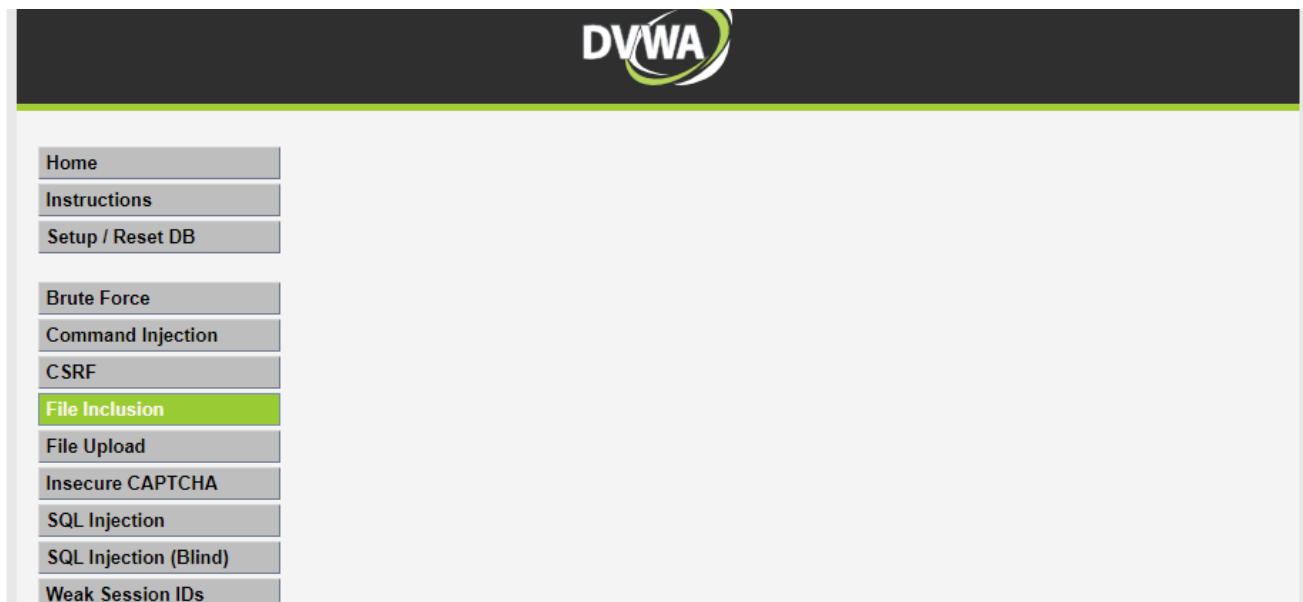 DVWA
Home
Instructions
Setup / Reset DB
Brute Force
Command Injection
CSRF
File Inclusion
File Upload
Insecure CAPTCHA
SQL Injection
SQL Injection (Blind)
Weak Session IDs